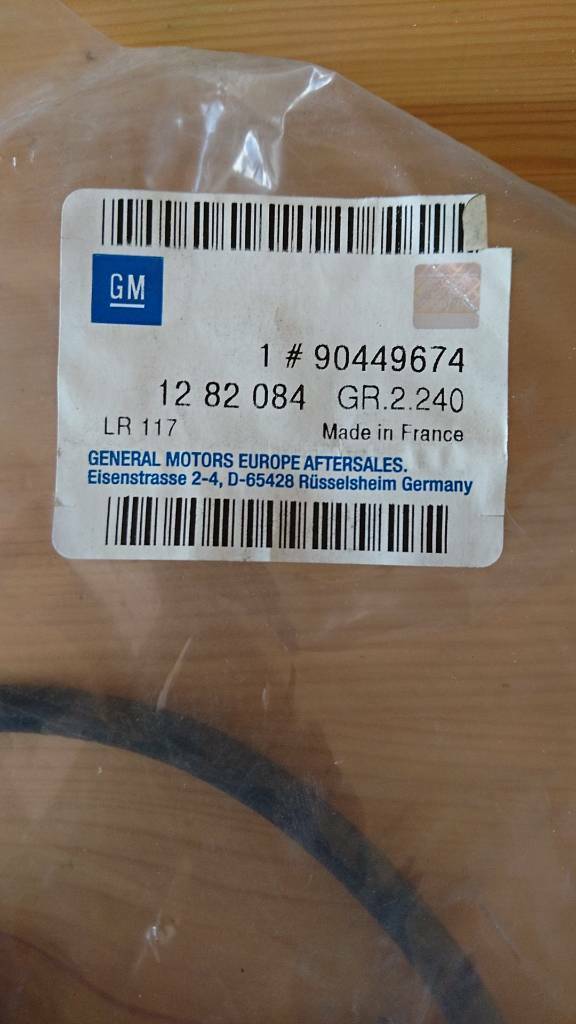 GM
1 # 90449674
12 82 084 GR.2.240
LR 117 Made in France
GENERAL MOTORS EUROPE AFTERSALES.
Eisenstrasse 2-4, D-65428 Rüsselsheim Germany